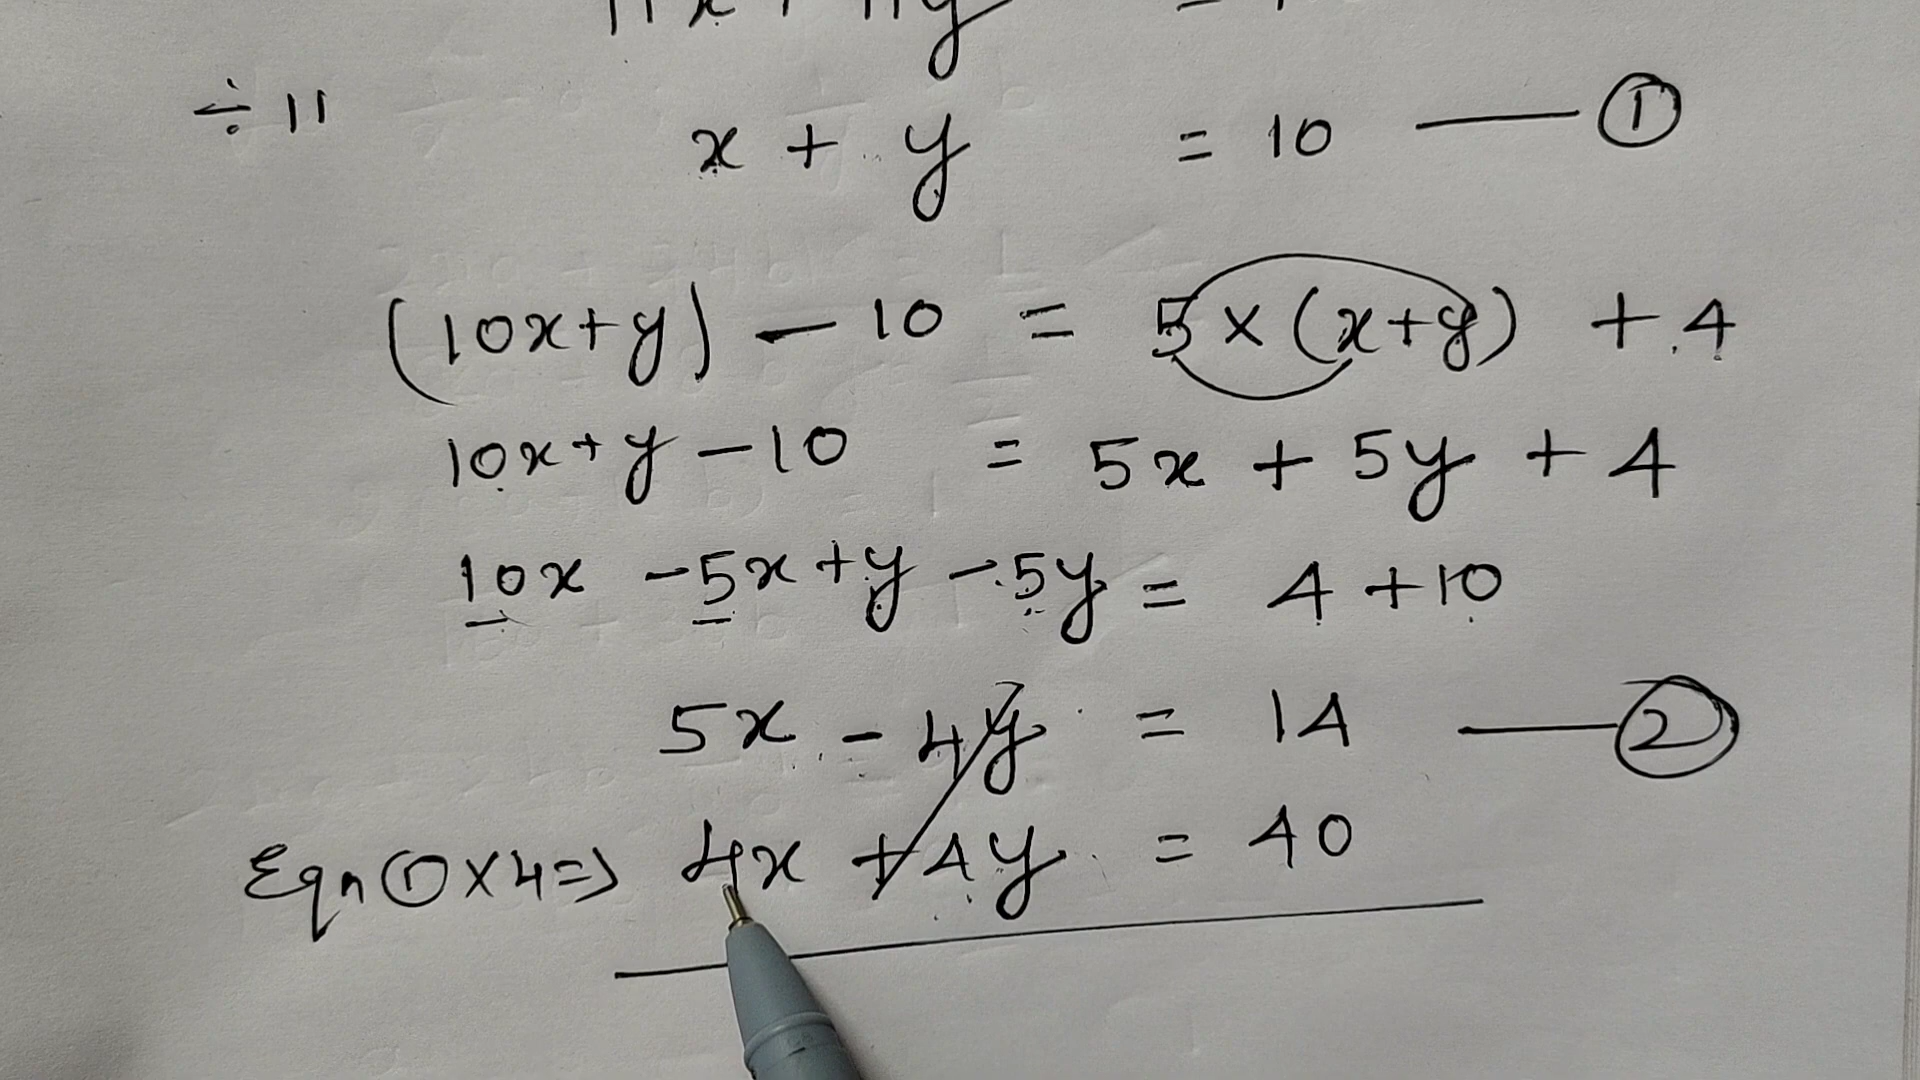 ÷ 11
x + y = 10 — ①
(10x+y) - 10 = 5 × (x+y) + 4
10x+y - 10 = 5x + 5y + 4
10x - 5x + y - 5y = 4 + 10
5x - 4y = 14 — ②
Eqn ① × 4 ⇒ 4x + 4y = 40